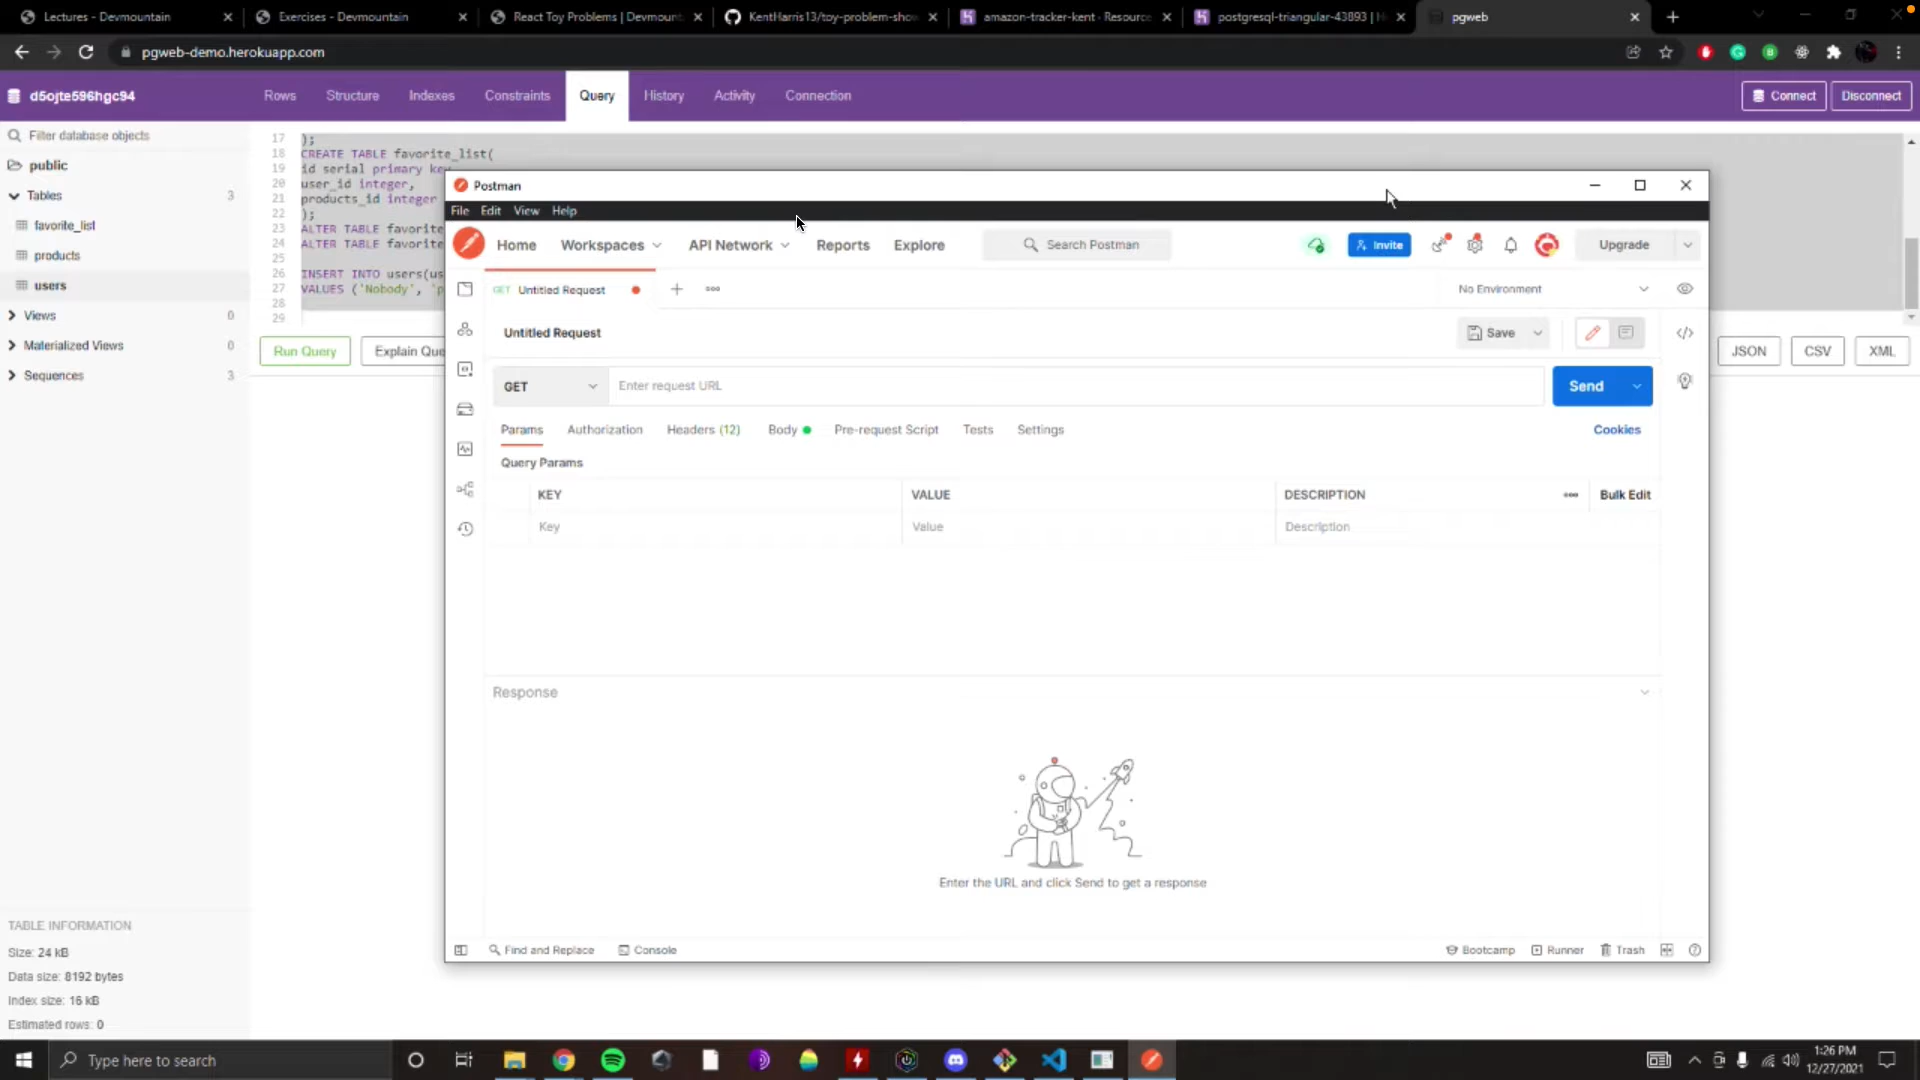 Lectures - Devmountain
Exercises - Devmountain
React Toy Problems | Devmount
KentHarris13/toy-problem-show
amazon-tracker-kent · Resource
postgresql-triangular-43893 | H
pgweb
pgweb-demo.herokuapp.com
d5ojte596hgc94
Rows
Structure
Indexes
Constraints
Query
History
Activity
Connection
Connect
Disconnect
Filter database objects
public
Tables 3
favorite_list
products
users
Views 0
Materialized Views 0
Sequences 3
17 );
18 CREATE TABLE favorite_list(
19 id serial primary key
20 user_id integer,
21 products_id integer
22 );
23 ALTER TABLE favorite
24 ALTER TABLE favorite
25
26 INSERT INTO users(us
27 VALUES ('Nobody', 'p
28
29
Run Query
Explain Que
JSON
CSV
XML
Postman
File Edit View Help
Home
Workspaces
API Network
Reports
Explore
Search Postman
Invite
Upgrade
GET Untitled Request
No Environment
Untitled Request
Save
GET
Enter request URL
Send
Params
Authorization
Headers (12)
Body
Pre-request Script
Tests
Settings
Cookies
Query Params
KEY VALUE DESCRIPTION
Bulk Edit
Key Value Description
Response
Enter the URL and click Send to get a response
Find and Replace
Console
Bootcamp
Runner
Trash
TABLE INFORMATION
Size: 24 kB
Data size: 8192 bytes
Index size: 16 kB
Estimated rows: 0
Type here to search
1:26 PM
12/27/2021